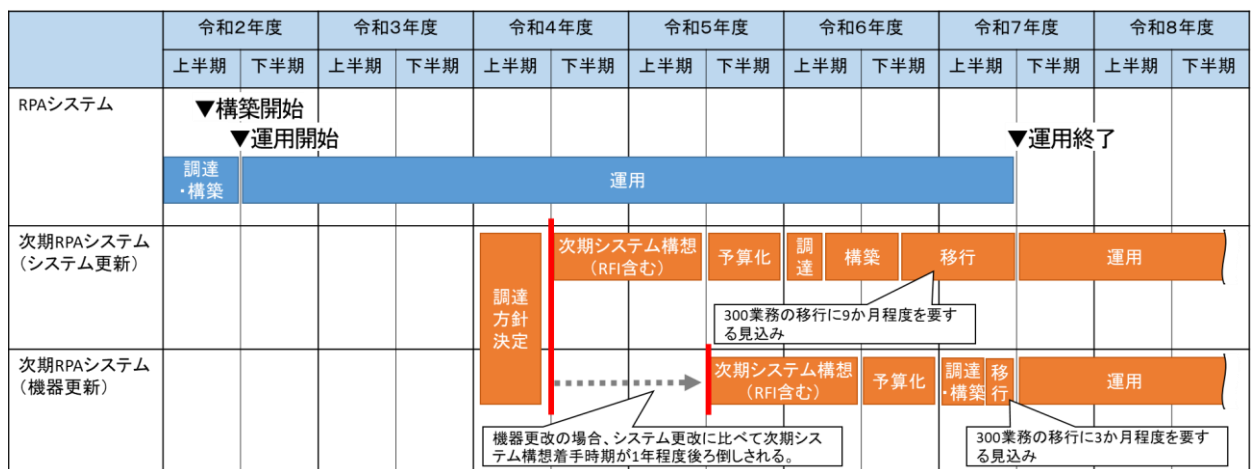 令和2年度 令和3年度 令和4年度 令和5年度 令和6年度 令和7年度 令和8年度
上半期 下半期 上半期 下半期 上半期 下半期 上半期 下半期 上半期 下半期 上半期 下半期 上半期 下半期
RPAシステム
▼構築開始
▼運用開始
▼運用終了
調達
・構築
運用
次期RPAシステム
(システム更新)
調達
方針
決定
次期システム構想
(RFI含む)
予算化
調
達
構築
移行
運用
300業務の移行に9か月程度を要す
る見込み
次期RPAシステム
(機器更新)
次期システム構想
(RFI含む)
予算化
調達
・構築
移
行
運用
機器更改の場合、システム更改に比べて次期シス
テム構想着手時期が1年程度後ろ倒しされる。
300業務の移行に3か月程度を要す
る見込み